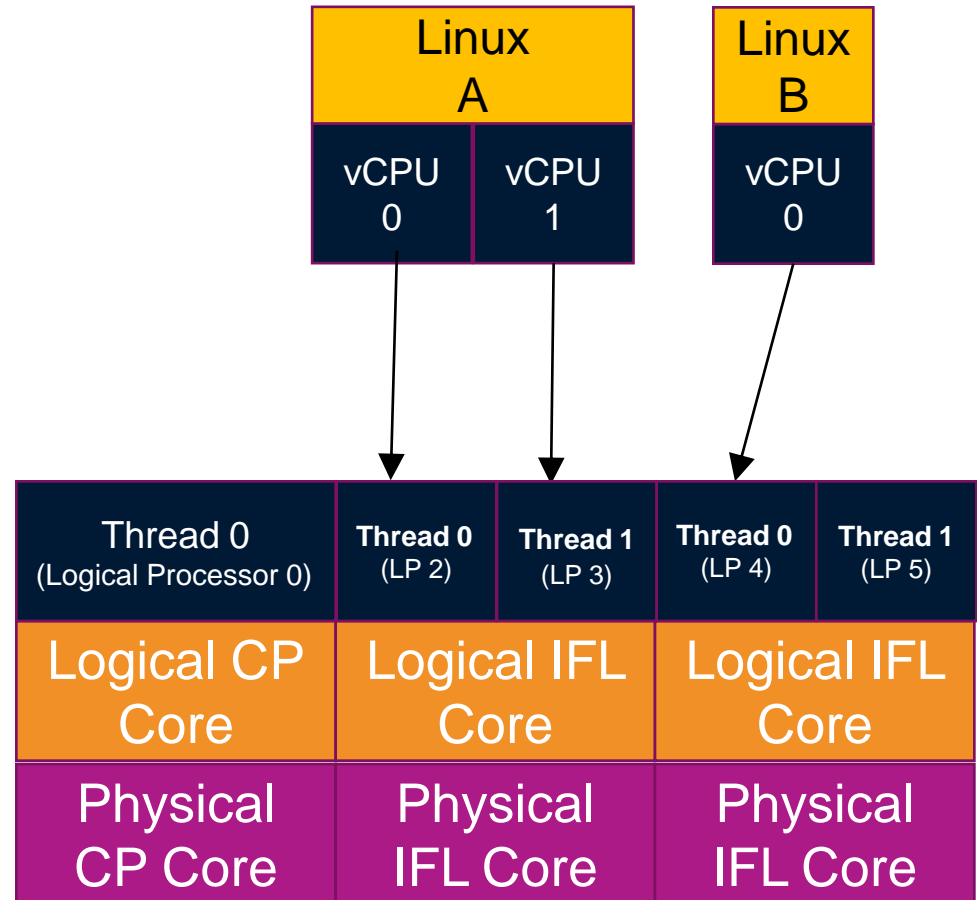 Linux
A
Linux
B
vCPU
0
vCPU
1
vCPU
0
Thread 0
(Logical Processor 0)
Thread 0
(LP 2)
Thread 1
(LP 3)
Thread 0
(LP 4)
Thread 1
(LP 5)
Logical CP
Core
Logical IFL
Core
Logical IFL
Core
Physical
CP Core
Physical
IFL Core
Physical
IFL Core